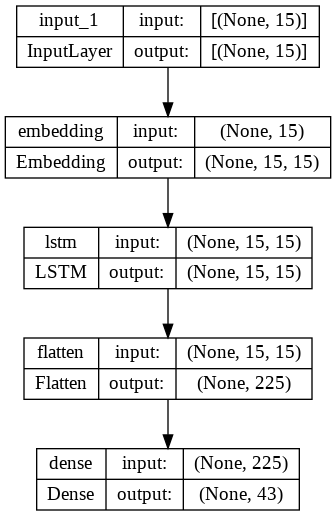 input_1 input: [(None, 15)]
InputLayer output: [(None, 15)]
embedding input: (None, 15)
Embedding output: (None, 15, 15)
lstm input: (None, 15, 15)
LSTM output: (None, 15, 15)
flatten input: (None, 15, 15)
Flatten output: (None, 225)
dense input: (None, 225)
Dense output: (None, 43)